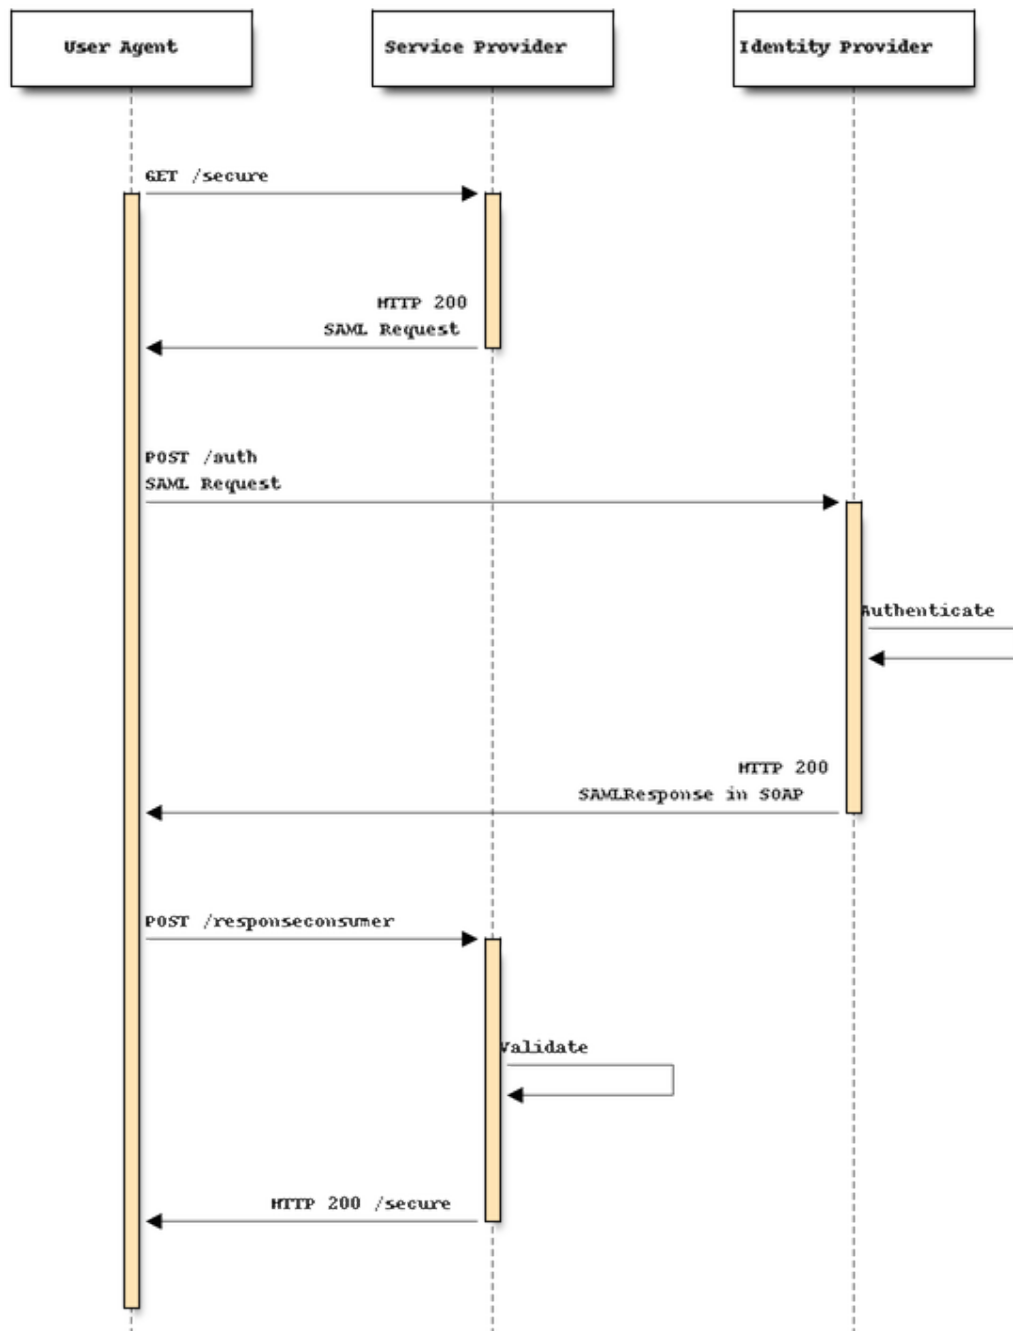 User Agent
Service Provider
Identity Provider
GET /secure
HTTP 200
SAML Request
POST /auth
SAML Request
Authenticate
HTTP 200
SAMLResponse in SOAP
POST /responseconsumer
Validate
HTTP 200 /secure